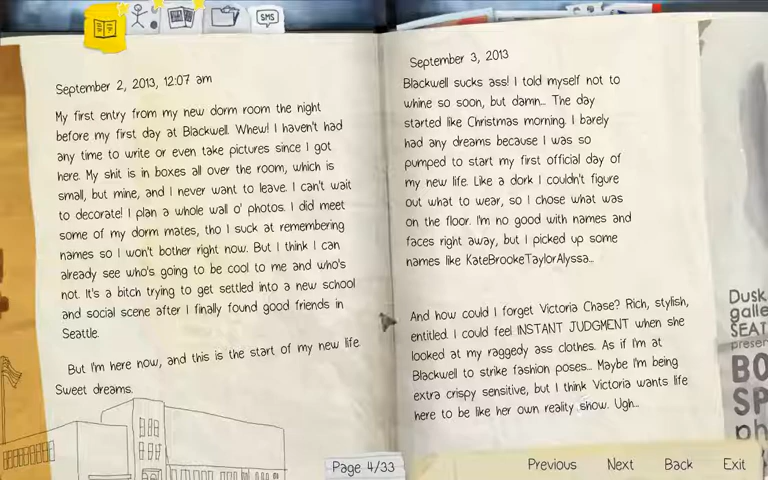 SMS
September 2, 2013, 12:07 am
My first entry from my new dorm room the night
before my first day at Blackwell. Whew! I haven't had
any time to write or even take pictures since I got
here. My shit is in boxes all over the room, which is
small, but mine, and I never want to leave. I can't wait
to decorate! I plan a whole wall o' photos. I did meet
some of my dorm mates, tho I suck at remembering
names so I won't bother right now. But I think I can
already see who's going to be cool to me and who's
not. It's a bitch trying to get settled into a new school
and social scene after I finally found good friends in
Seattle.
But I'm here now, and this is the start of my new life.
Sweet dreams.
September 3, 2013
Blackwell sucks ass! I told myself not to
whine so soon, but damn... The day
started like Christmas morning. I barely
had any dreams because I was so
pumped to start my first official day of
my new life. Like a dork I couldn't figure
out what to wear, so I chose what was
on the floor. I'm no good with names and
faces right away, but I picked up some
names like KateBrookeTaylorAlyssa...
And how could I forget Victoria Chase? Rich, stylish,
entitled. I could feel INSTANT JUDGMENT when she
looked at my raggedy ass clothes. As if I'm at
Blackwell to strike fashion poses... Maybe I'm being
extra crispy sensitive, but I think Victoria wants life
here to be like her own reality show. Ugh...
Dusk
galle
SEAT
presen
BO
SP
ph
Page 4/33
Previous
Next
Back
Exit